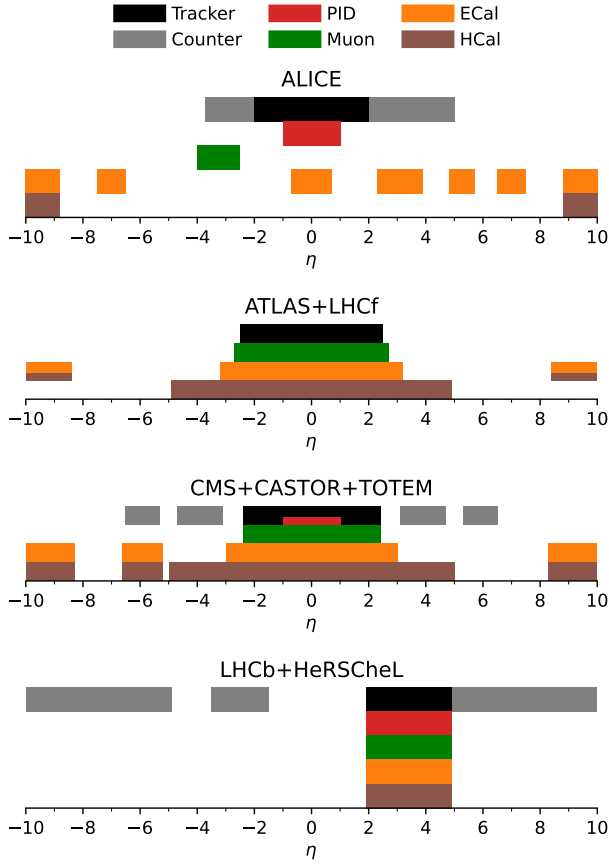 Tracker PID ECal
Counter Muon HCal
ALICE
−10 −8 −6 −4 −2 0 2 4 6 8 10
η
ATLAS+LHCf
−10 −8 −6 −4 −2 0 2 4 6 8 10
η
CMS+CASTOR+TOTEM
−10 −8 −6 −4 −2 0 2 4 6 8 10
η
LHCb+HeRSCheL
−10 −8 −6 −4 −2 0 2 4 6 8 10
η